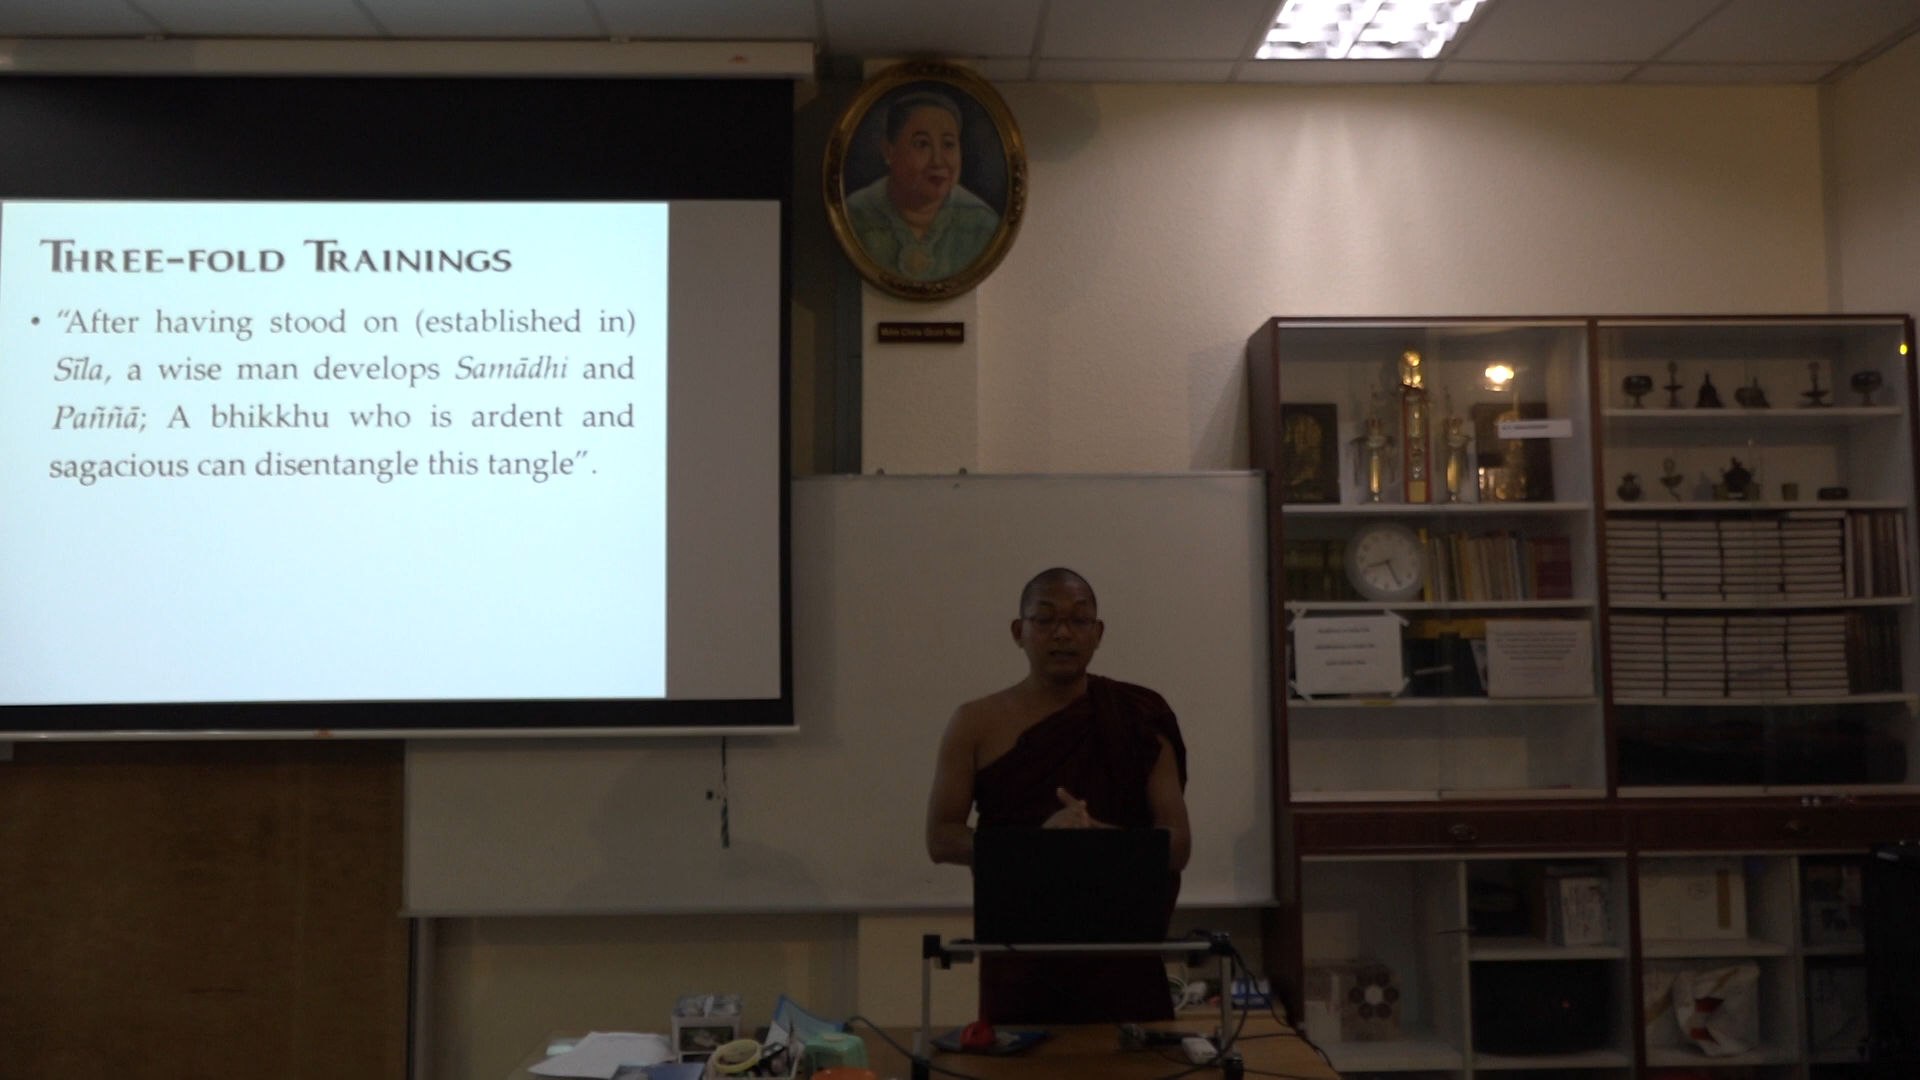 THREE-FOLD TRAININGS
• “After having stood on (established in)
Sīla, a wise man develops Samādhi and
Paññā; A bhikkhu who is ardent and
sagacious can disentangle this tangle”.